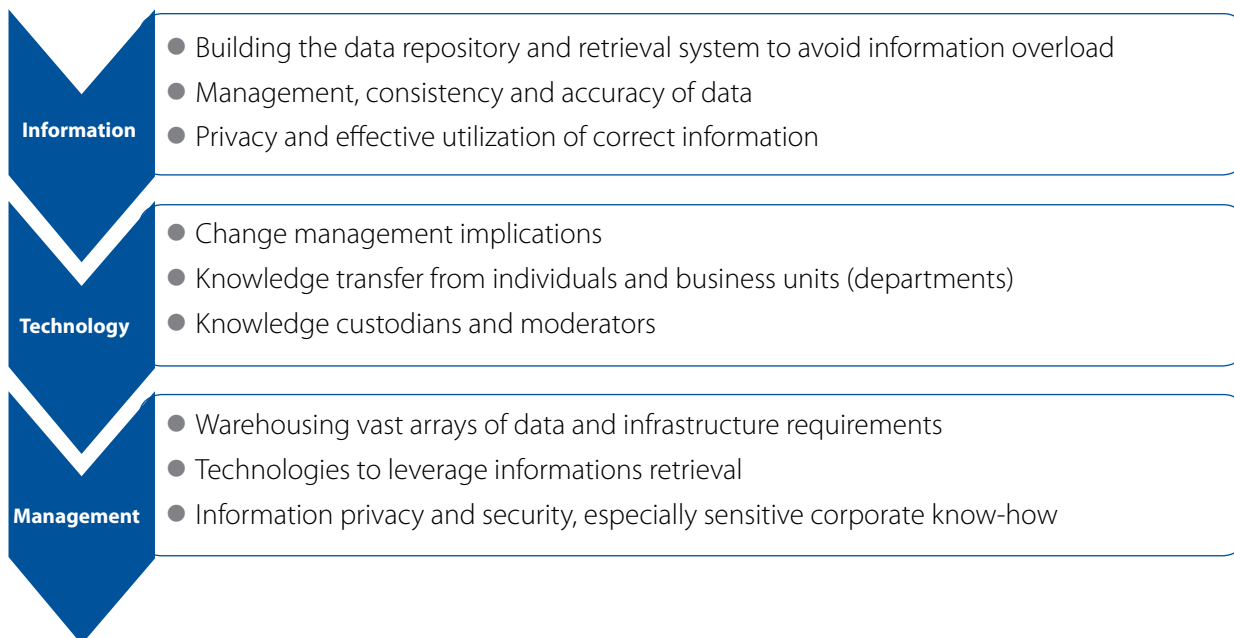 Information
● Building the data repository and retrieval system to avoid information overload
● Management, consistency and accuracy of data
● Privacy and effective utilization of correct information
Technology
● Change management implications
● Knowledge transfer from individuals and business units (departments)
● Knowledge custodians and moderators
Management
● Warehousing vast arrays of data and infrastructure requirements
● Technologies to leverage informations retrieval
● Information privacy and security, especially sensitive corporate know-how